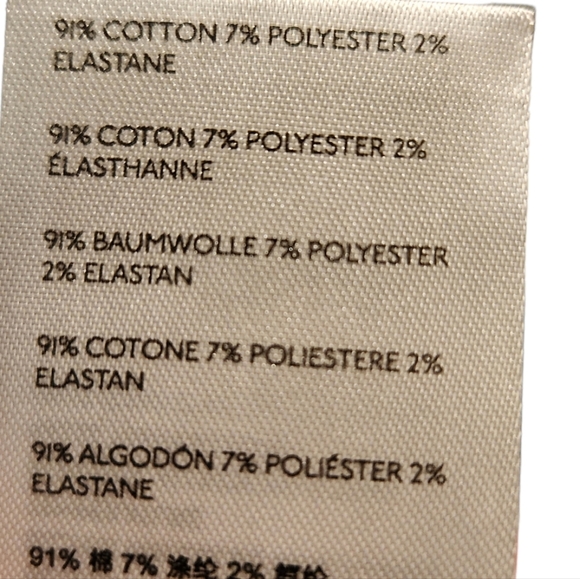 91% COTTON 7% POLYESTER 2%
ELASTANE
91% COTON 7% POLYESTER 2%
ÉLASTHANNE
91% BAUMWOLLE 7% POLYESTER
2% ELASTAN
91% COTONE 7% POLIESTERE 2%
ELASTAN
91% ALGODÓN 7% POLIÉSTER 2%
ELASTANE
91% 棉 7% 涤纶 2%